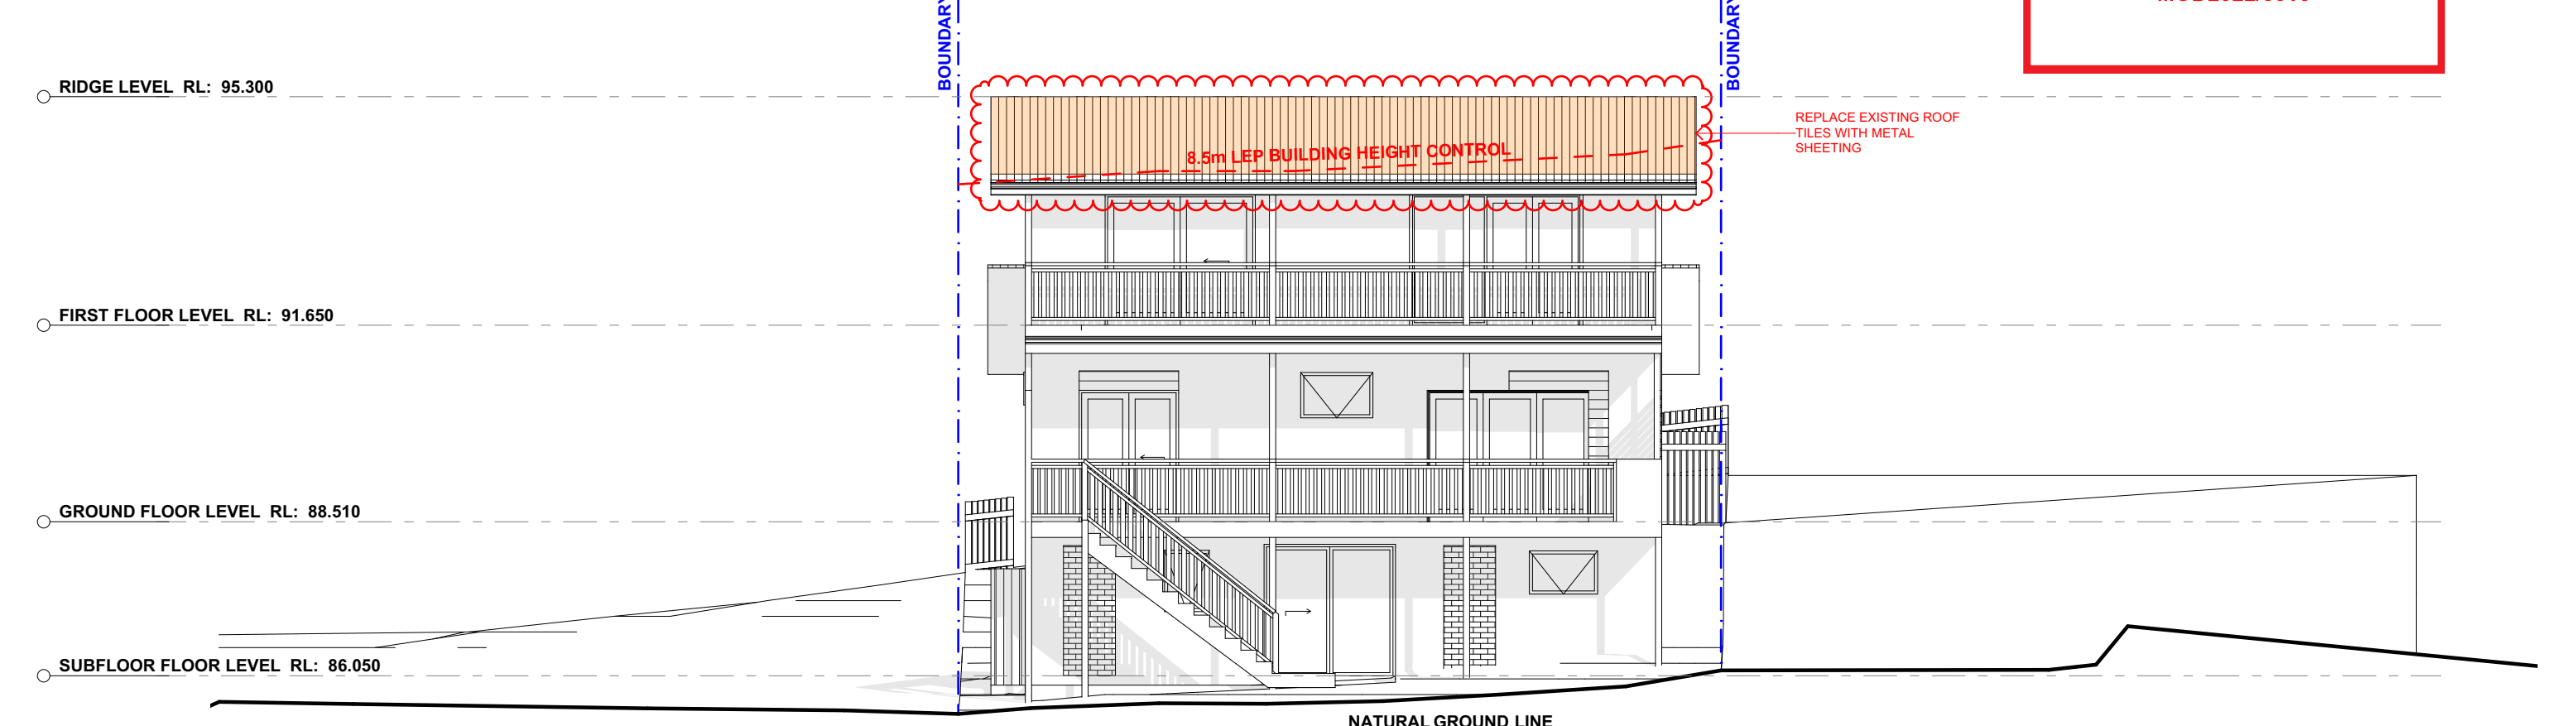 BOUNDARY
BOUNDARY
RIDGE LEVEL RL: 95.300
REPLACE EXISTING ROOF
TILES WITH METAL
SHEETING
8.5m LEP BUILDING HEIGHT CONTROL
FIRST FLOOR LEVEL RL: 91.650
GROUND FLOOR LEVEL RL: 88.510
SUBFLOOR FLOOR LEVEL RL: 86.050
NATURAL GROUND LINE